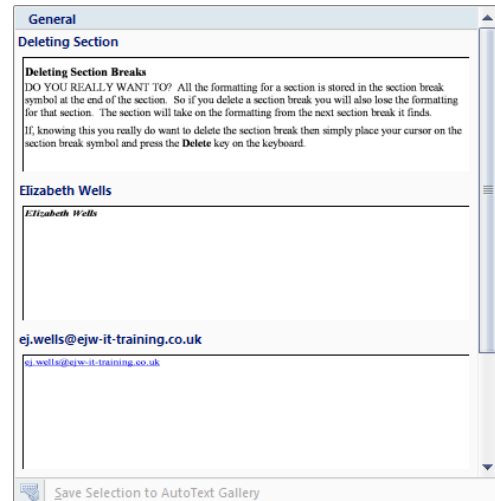 General
Deleting Section
Deleting Section Breaks
DO YOU REALLY WANT TO?  All the formatting for a section is stored in the section break
symbol at the end of the section.  So if you delete a section break you will also lose the formatting
for that section.  The section will take on the formatting from the next section break it finds.
If, knowing this you really do want to delete the section break then simply place your cursor on the
section break symbol and press the Delete key on the keyboard.
Elizabeth Wells
Elizabeth Wells
ej.wells@ejw-it-training.co.uk
ej.wells@ejw-it-training.co.uk
Save Selection to AutoText Gallery